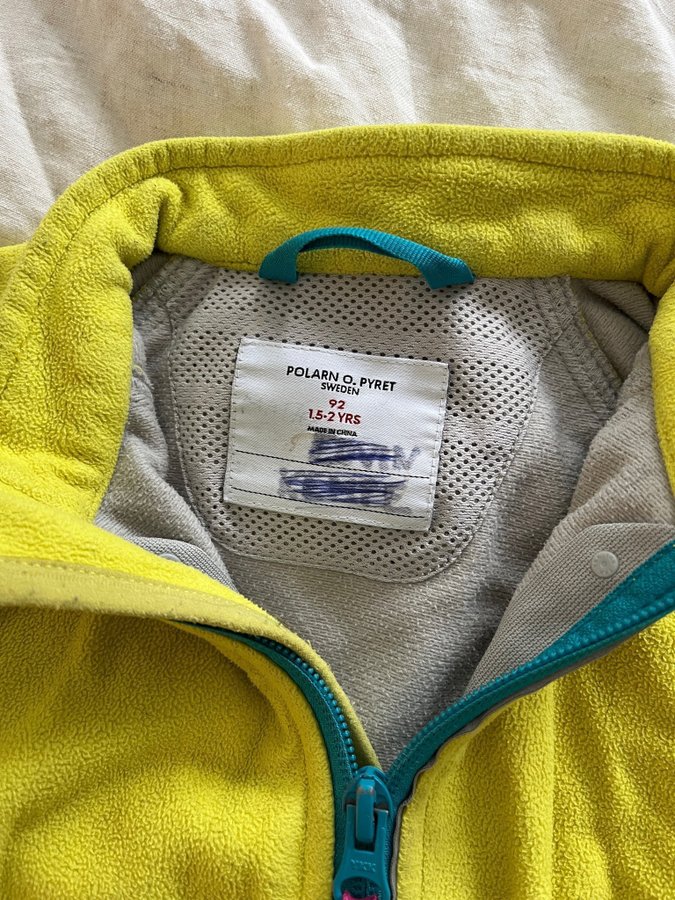 POLARN O. PYRET
SWEDEN
92
1.5-2 YRS
MADE IN CHINA